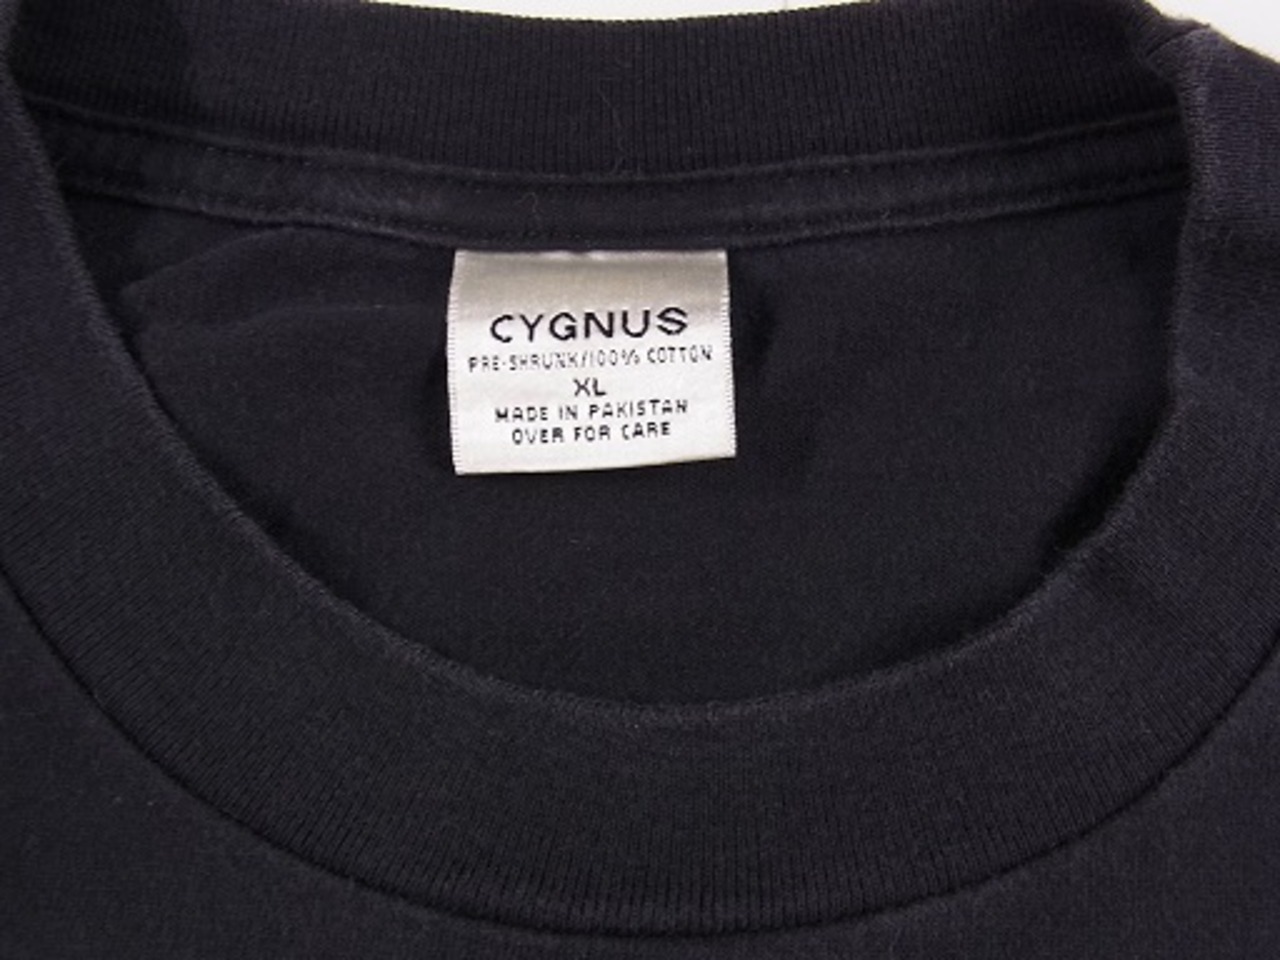 CYGNUS
PRE-SHRUNK/100% COTTON
XL
MADE IN PAKISTAN
OVER FOR CARE